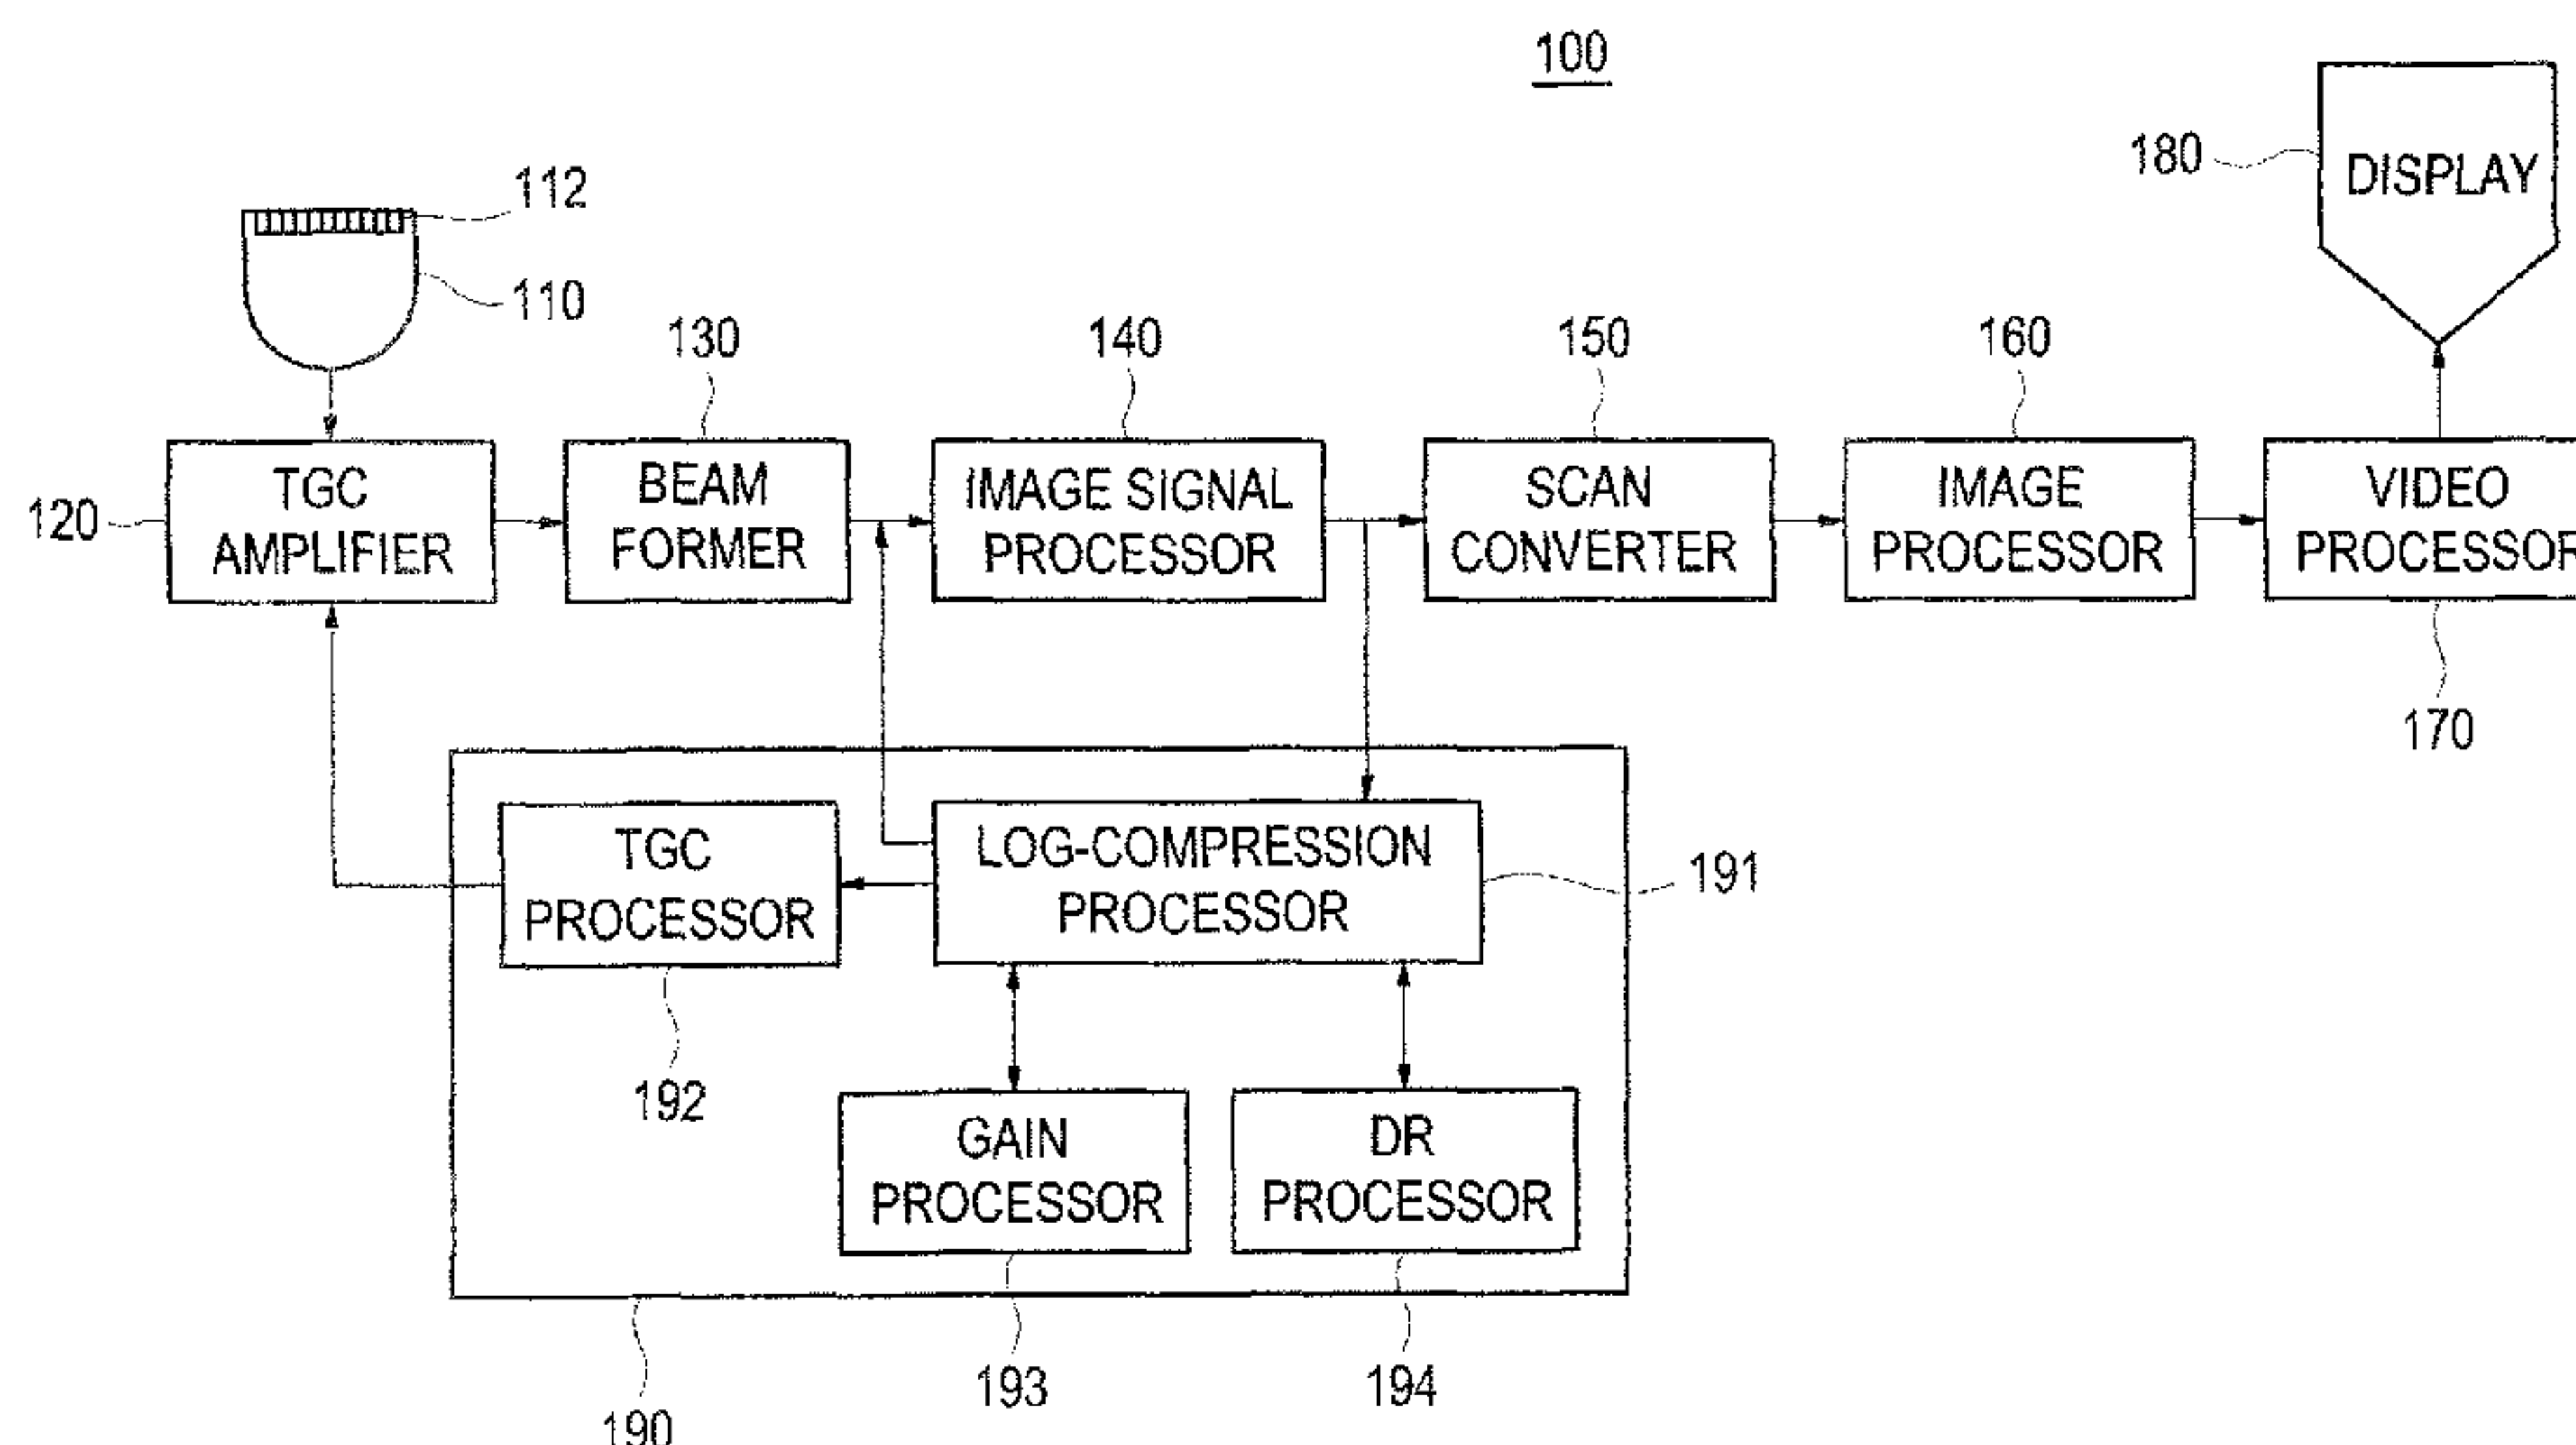 100
180
DISPLAY
112
110
130
140
150
160
120
TGC
AMPLIFIER
BEAM
FORMER
IMAGE SIGNAL
PROCESSOR
SCAN
CONVERTER
IMAGE
PROCESSOR
VIDEO
PROCESSOR
170
TGC
PROCESSOR
LOG-COMPRESSION
PROCESSOR
191
192
GAIN
PROCESSOR
DR
PROCESSOR
193
194
190